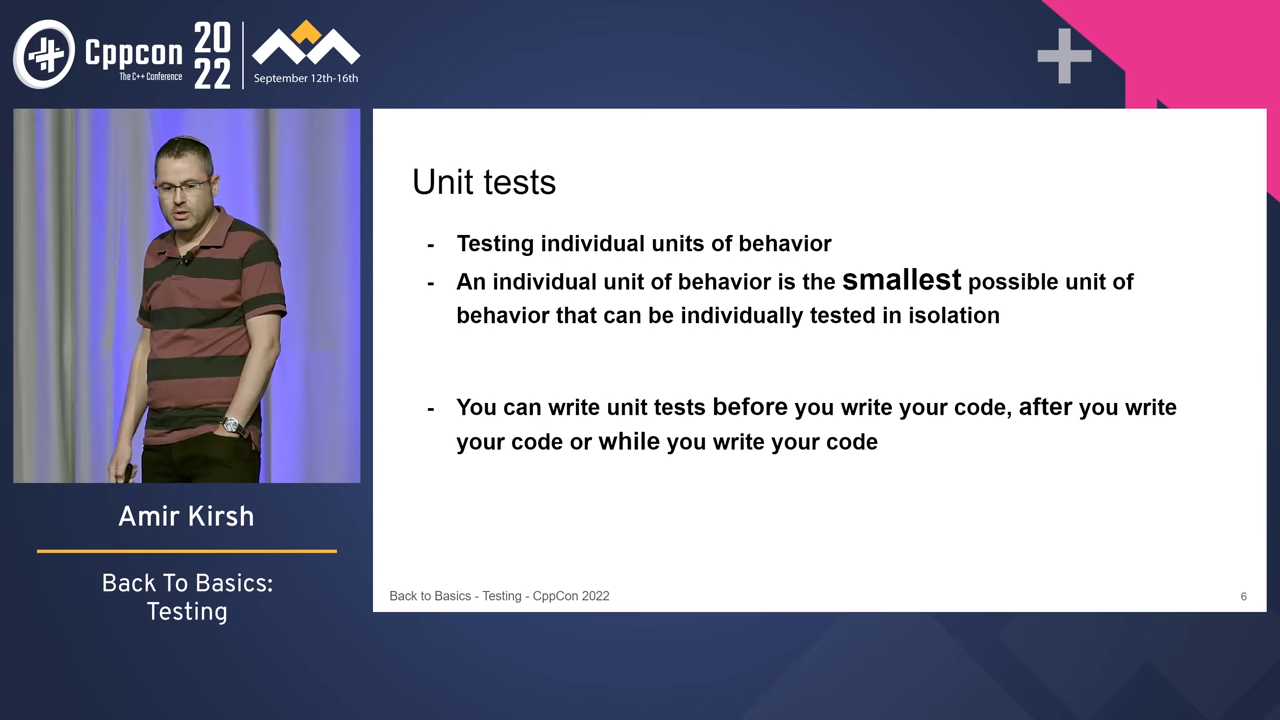 Cppcon
The C++ Conference
20
22
September 12th-16th
Unit tests
- Testing individual units of behavior
- An individual unit of behavior is the smallest possible unit of
behavior that can be individually tested in isolation
- You can write unit tests before you write your code, after you write
your code or while you write your code
Back to Basics - Testing - CppCon 2022
6
Amir Kirsh
Back To Basics:
Testing